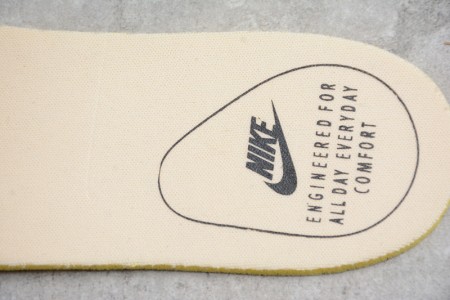 NIKE
ENGINEERED FOR
ALL DAY EVERYDAY
COMFORT